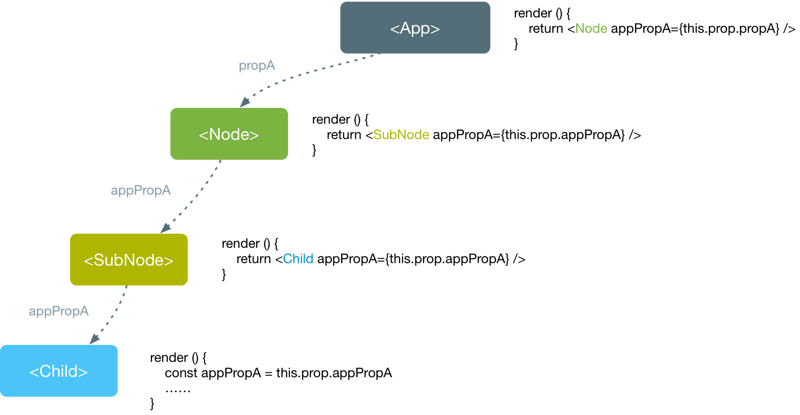 <App>
render () {
return <Node appPropA={this.prop.propA} />
}
propA
<Node>
render () {
return <SubNode appPropA={this.prop.appPropA} />
}
appPropA
<SubNode>
render () {
return <Child appPropA={this.prop.appPropA} />
}
appPropA
<Child>
render () {
const appPropA = this.prop.appPropA
......
}